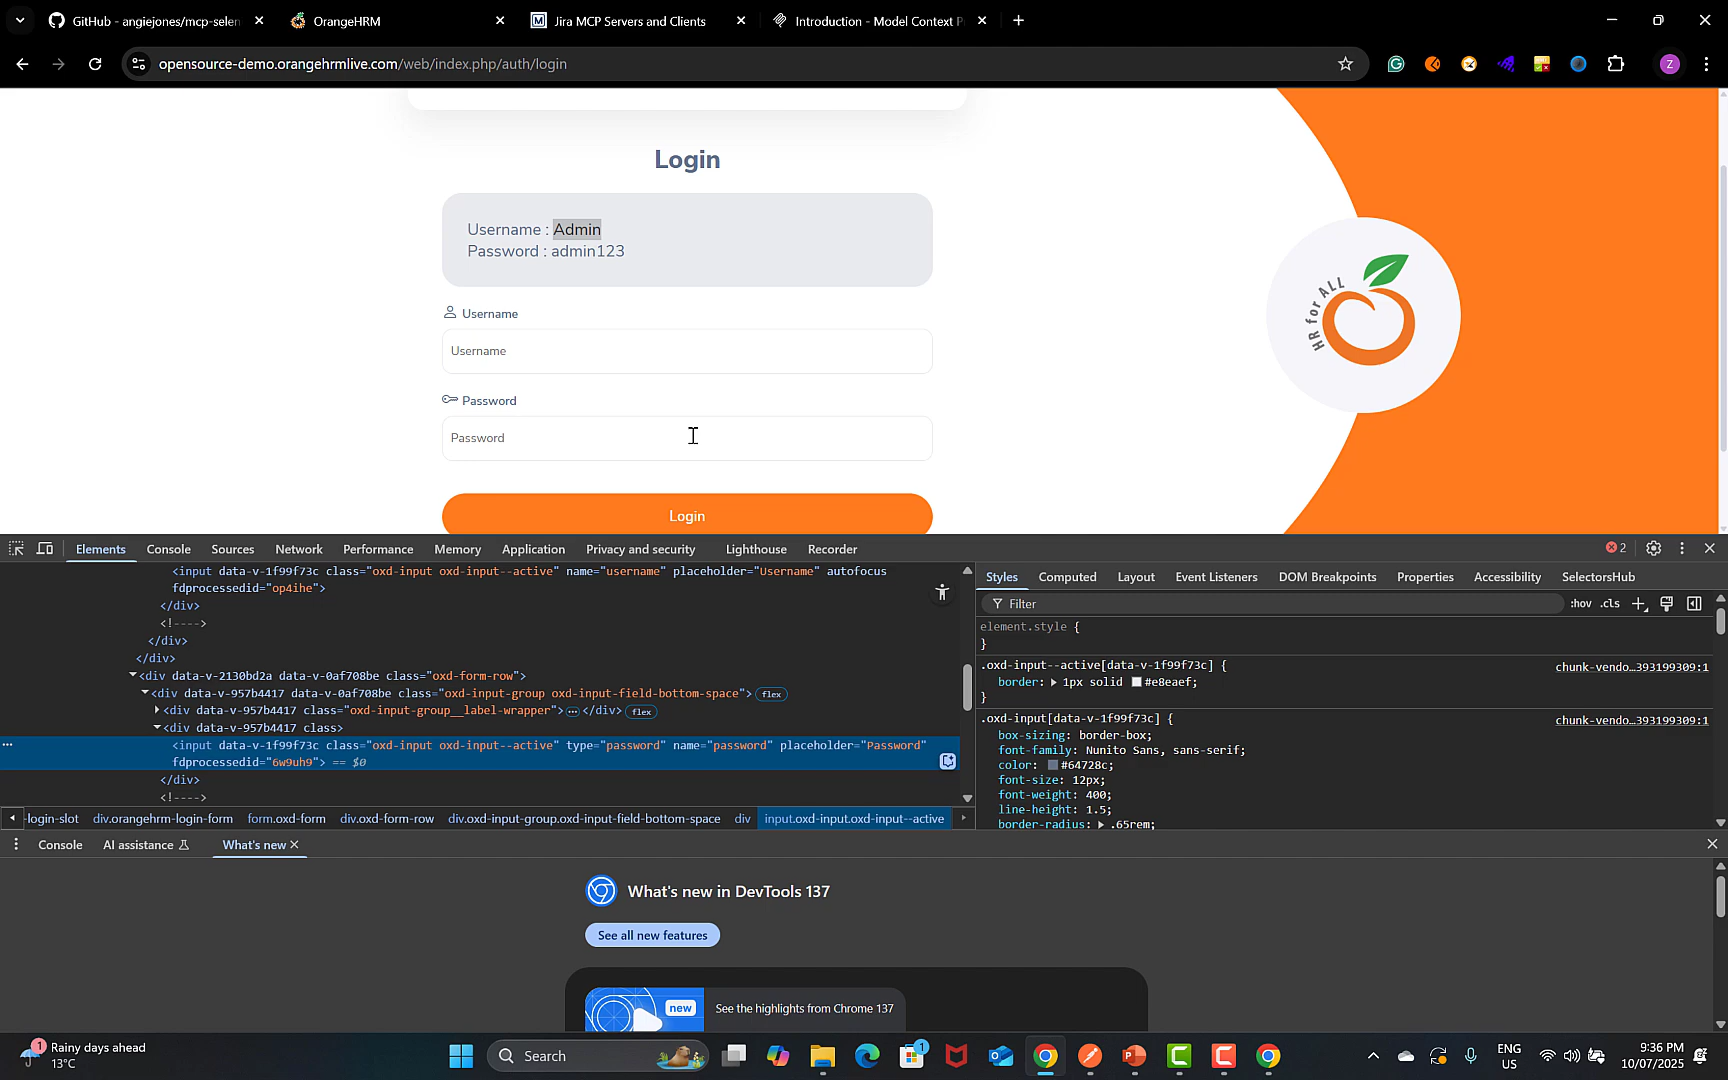 GitHub - angiejones/mcp-selen
OrangeHRM
Jira MCP Servers and Clients
Introduction - Model Context P
opensource-demo.orangehrmlive.com/web/index.php/auth/login
Z
Login
Username : Admin
Password : admin123
Username
Username
Password
Password
Login
HR for ALL
Elements
Console
Sources
Network
Performance
Memory
Application
Privacy and security
Lighthouse
Recorder
2
<input data-v-1f99f73c class="oxd-input oxd-input--active" name="username" placeholder="Username" autofocus
fdprocessedid="op4ihe">
</div>
<!---->
</div>
</div>
<div data-v-2130bd2a data-v-0af708be class="oxd-form-row">
<div data-v-957b4417 data-v-0af708be class="oxd-input-group oxd-input-field-bottom-space"> flex
<div data-v-957b4417 class="oxd-input-group__label-wrapper"> … </div> flex
<div data-v-957b4417 class>
<input data-v-1f99f73c class="oxd-input oxd-input--active" type="password" name="password" placeholder="Password"
fdprocessedid="6w9uh9"> == $0
</div>
<!---->
-login-slot
div.orangehrm-login-form
form.oxd-form
div.oxd-form-row
div.oxd-input-group.oxd-input-field-bottom-space
div
input.oxd-input.oxd-input--active
Styles
Computed
Layout
Event Listeners
DOM Breakpoints
Properties
Accessibility
SelectorsHub
Filter
:hov .cls
element.style {
}
.oxd-input--active[data-v-1f99f73c] {
chunk-vendo…393199309:1
border: 1px solid #e8eaef;
}
.oxd-input[data-v-1f99f73c] {
chunk-vendo…393199309:1
box-sizing: border-box;
font-family: Nunito Sans, sans-serif;
color: #64728c;
font-size: 12px;
font-weight: 400;
line-height: 1.5;
border-radius: .65rem;
Console
AI assistance
What's new
What's new in DevTools 137
See all new features
new
See the highlights from Chrome 137
1
Rainy days ahead
13°C
Search
1
ENG
US
9:36 PM
10/07/2025